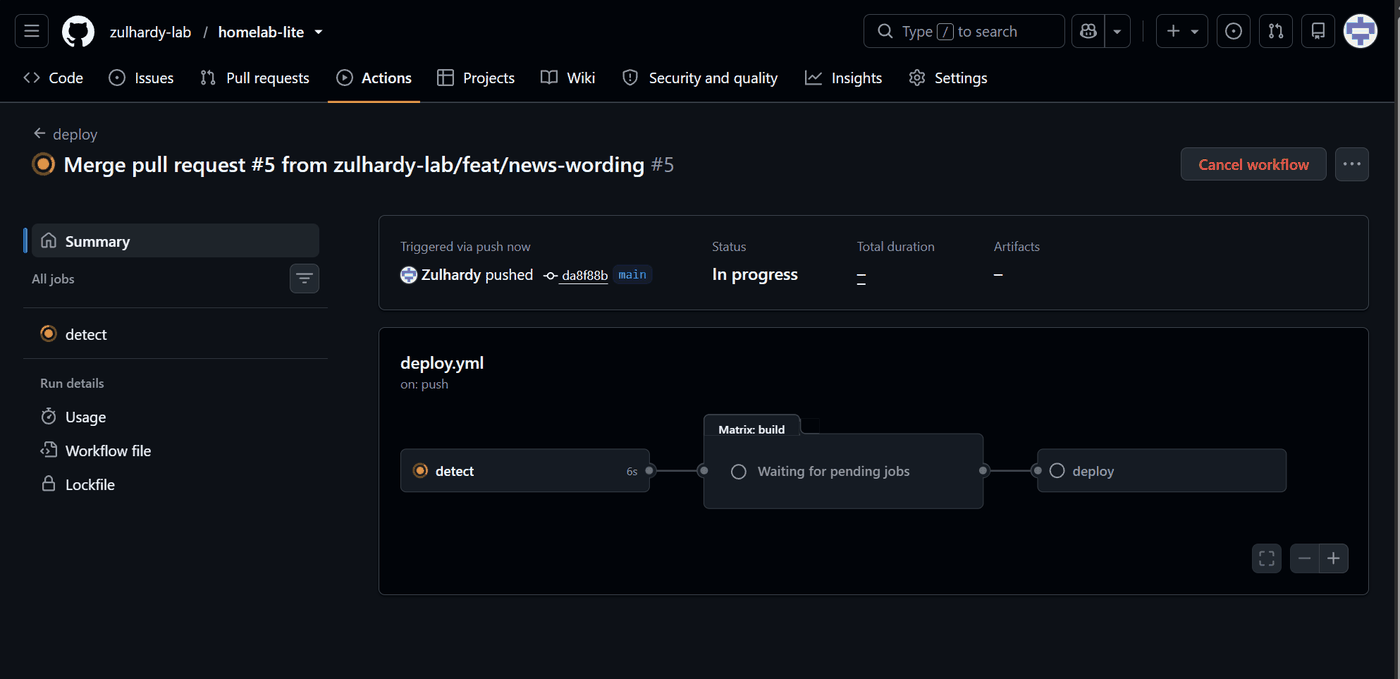 zulhardy-lab / homelab-lite
Type / to search
Code Issues Pull requests Actions Projects Wiki Security and quality Insights Settings
deploy
Merge pull request #5 from zulhardy-lab/feat/news-wording #5
Cancel workflow
Summary
All jobs
detect
Run details
Usage
Workflow file
Lockfile
Triggered via push now
Zulhardy pushed da8f88b main
Status
In progress
Total duration
–
Artifacts
–
deploy.yml
on: push
Matrix: build
detect 6s
Waiting for pending jobs
deploy